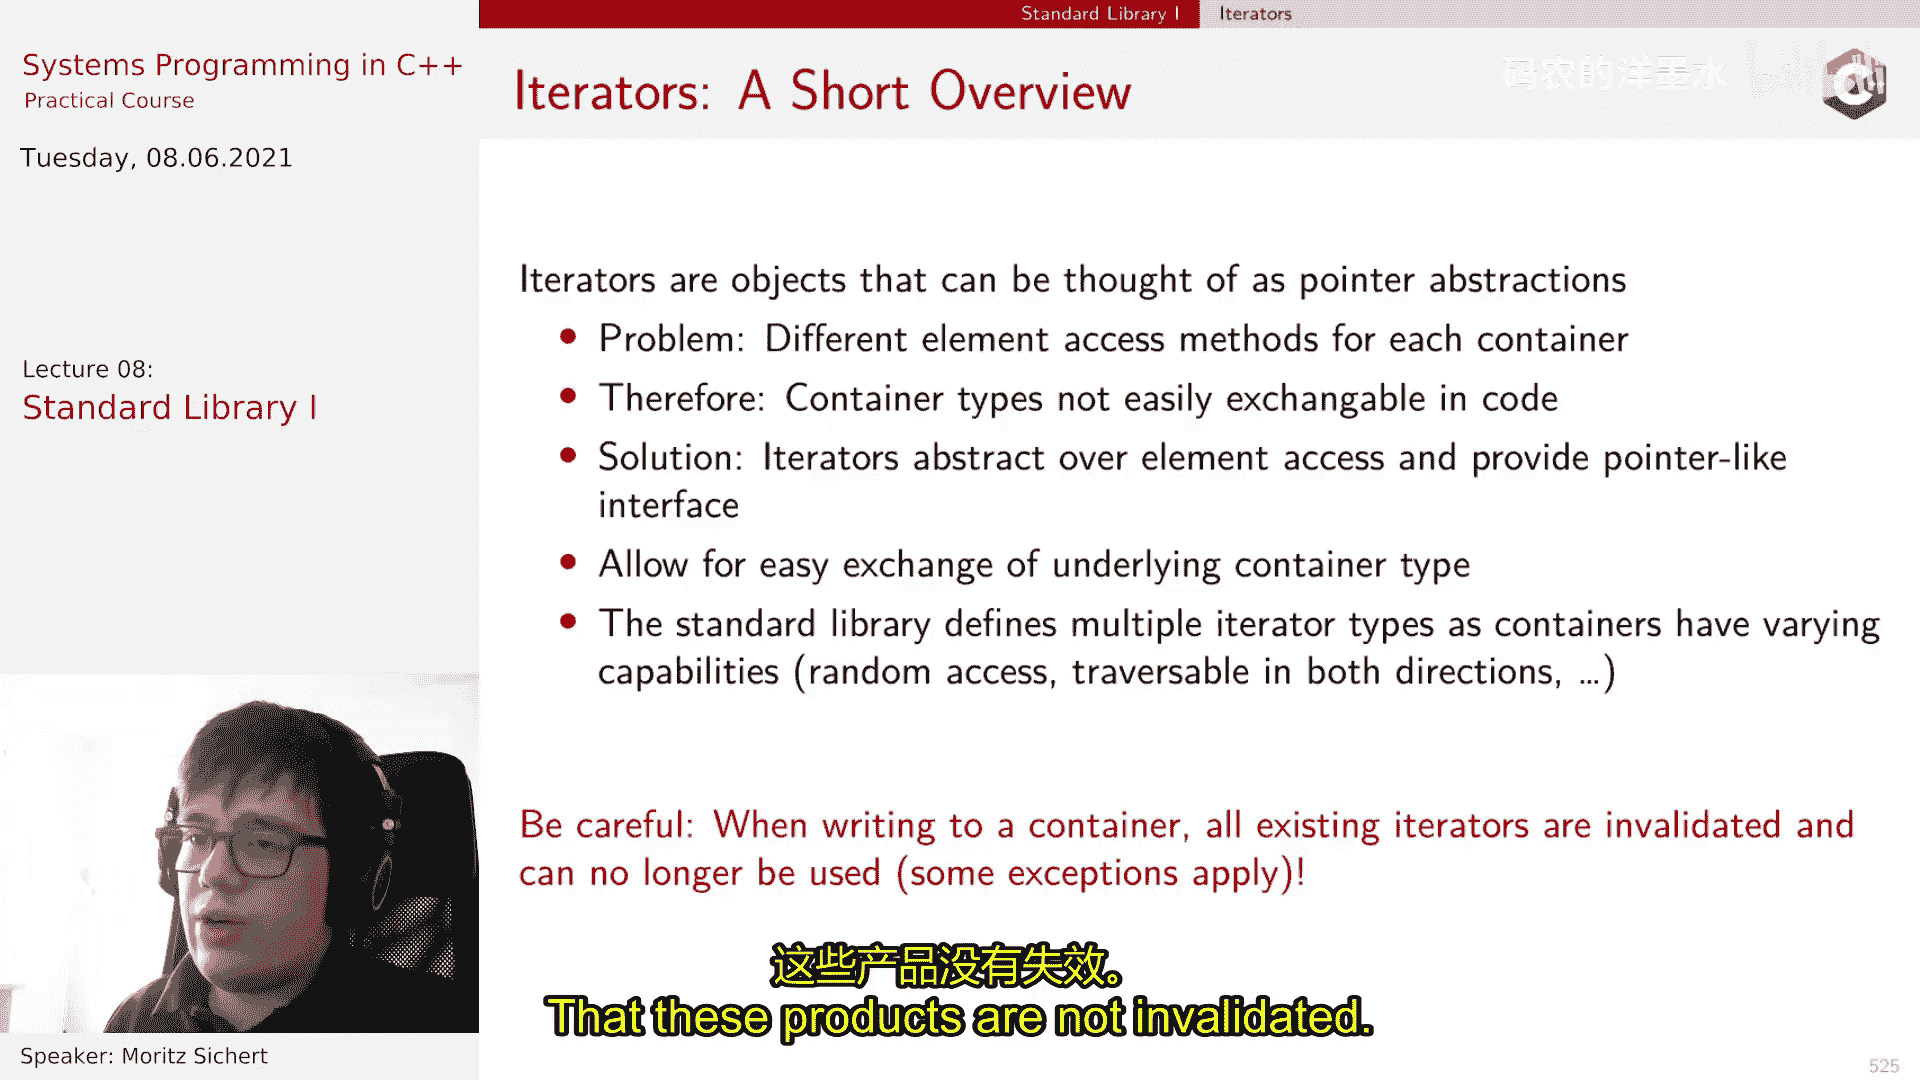 Standard Library I
Iterators
Systems Programming in C++
Practical Course
Tuesday, 08.06.2021
Iterators: A Short Overview
码农的洋墨水
Iterators are objects that can be thought of as pointer abstractions
Problem: Different element access methods for each container
Therefore: Container types not easily exchangable in code
Lecture 08:
Standard Library I
Solution: Iterators abstract over element access and provide pointer-like
interface
Allow for easy exchange of underlying container type
The standard library defines multiple iterator types as containers have varying
capabilities (random access, traversable in both directions, ...)
Be careful: When writing to a container, all existing iterators are invalidated and
can no longer be used (some exceptions apply)!
这些产品没有失效。
That these products are not invalidated.
Speaker: Moritz Sichert
525